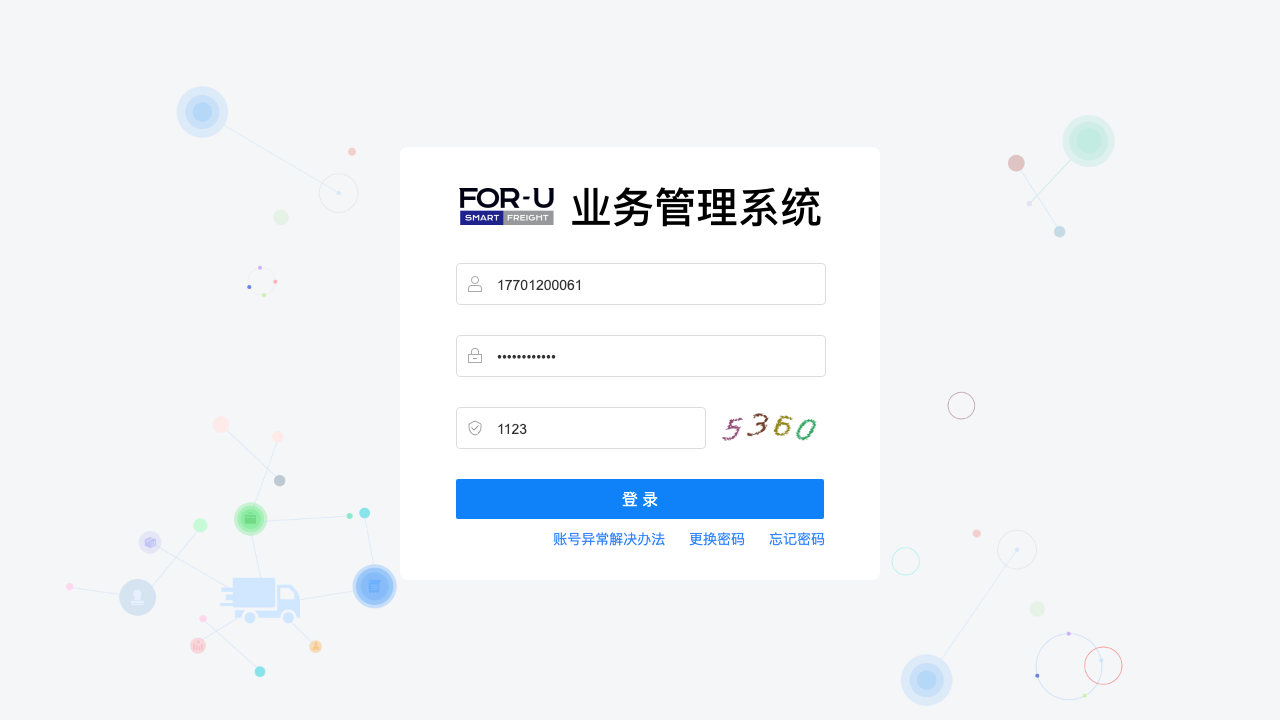 FOR-U
SMART FREIGHT
业务管理系统
17701200061
••••••••••••
1123
5360
登 录
账号异常解决办法 更换密码 忘记密码